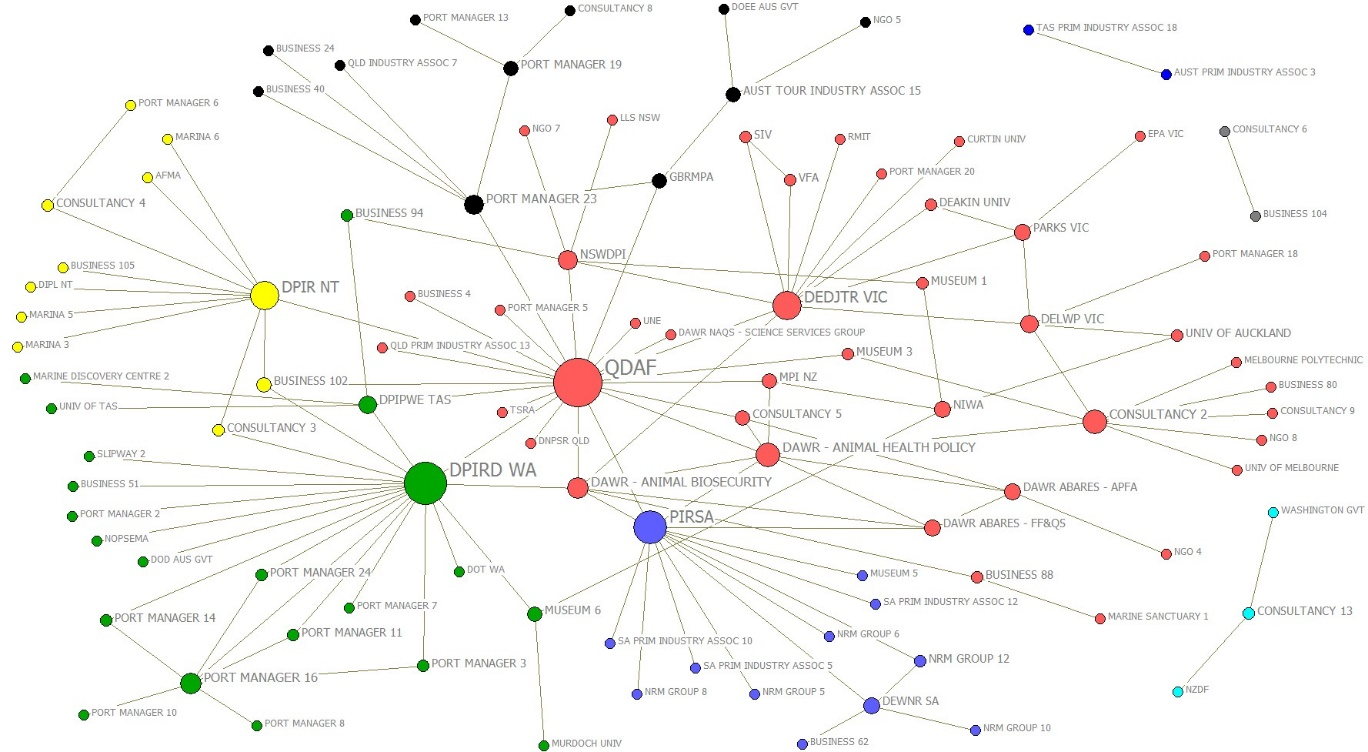 DOEE AUS GVT
CONSULTANCY 8
PORT MANAGER 13
NGO 5
TAS PRIM INDUSTRY ASSOC 18
BUSINESS 24
QLD INDUSTRY ASSOC 7
PORT MANAGER 19
AUST PRIM INDUSTRY ASSOC 3
BUSINESS 40
AUST TOUR INDUSTRY ASSOC 15
PORT MANAGER 6
LLS NSW
NGO 7
CONSULTANCY 6
MARINA 6
SIV
RMIT
CURTIN UNIV
EPA VIC
AFMA
GBRMPA
VFA
PORT MANAGER 20
CONSULTANCY 4
PORT MANAGER 23
DEAKIN UNIV
BUSINESS 94
BUSINESS 104
PARKS VIC
NSWDPI
PORT MANAGER 18
BUSINESS 105
DIPL NT
DPIR NT
MUSEUM 1
BUSINESS 4
DEDJTR VIC
PORT MANAGER 5
MARINA 5
UNE
DELWP VIC
DAWR NAQS - SCIENCE SERVICES GROUP
UNIV OF AUCKLAND
MARINA 3
QLD PRIM INDUSTRY ASSOC 13
MUSEUM 3
MELBOURNE POLYTECHNIC
QDAF
MARINE DISCOVERY CENTRE 2
BUSINESS 102
MPI NZ
BUSINESS 80
DPIPWE TAS
UNIV OF TAS
TSRA
CONSULTANCY 5
NIWA
CONSULTANCY 2
CONSULTANCY 9
CONSULTANCY 3
DNPSR QLD
NGO 8
DAWR - ANIMAL HEALTH POLICY
SLIPWAY 2
DPIRD WA
UNIV OF MELBOURNE
BUSINESS 51
DAWR - ANIMAL BIOSECURITY
DAWR ABARES - APFA
PORT MANAGER 2
PIRSA
DAWR ABARES - FF&QS
WASHINGTON GVT
NOPSEMA
DOD AUS GVT
NGO 4
PORT MANAGER 24
DOT WA
MUSEUM 5
BUSINESS 88
PORT MANAGER 7
SA PRIM INDUSTRY ASSOC 12
PORT MANAGER 14
MUSEUM 6
MARINE SANCTUARY 1
CONSULTANCY 13
PORT MANAGER 11
SA PRIM INDUSTRY ASSOC 10
NRM GROUP 6
PORT MANAGER 3
SA PRIM INDUSTRY ASSOC 5
NRM GROUP 12
PORT MANAGER 16
NRM GROUP 8
NRM GROUP 5
NZDF
DEWNR SA
PORT MANAGER 10
PORT MANAGER 8
NRM GROUP 10
MURDOCH UNIV
BUSINESS 62